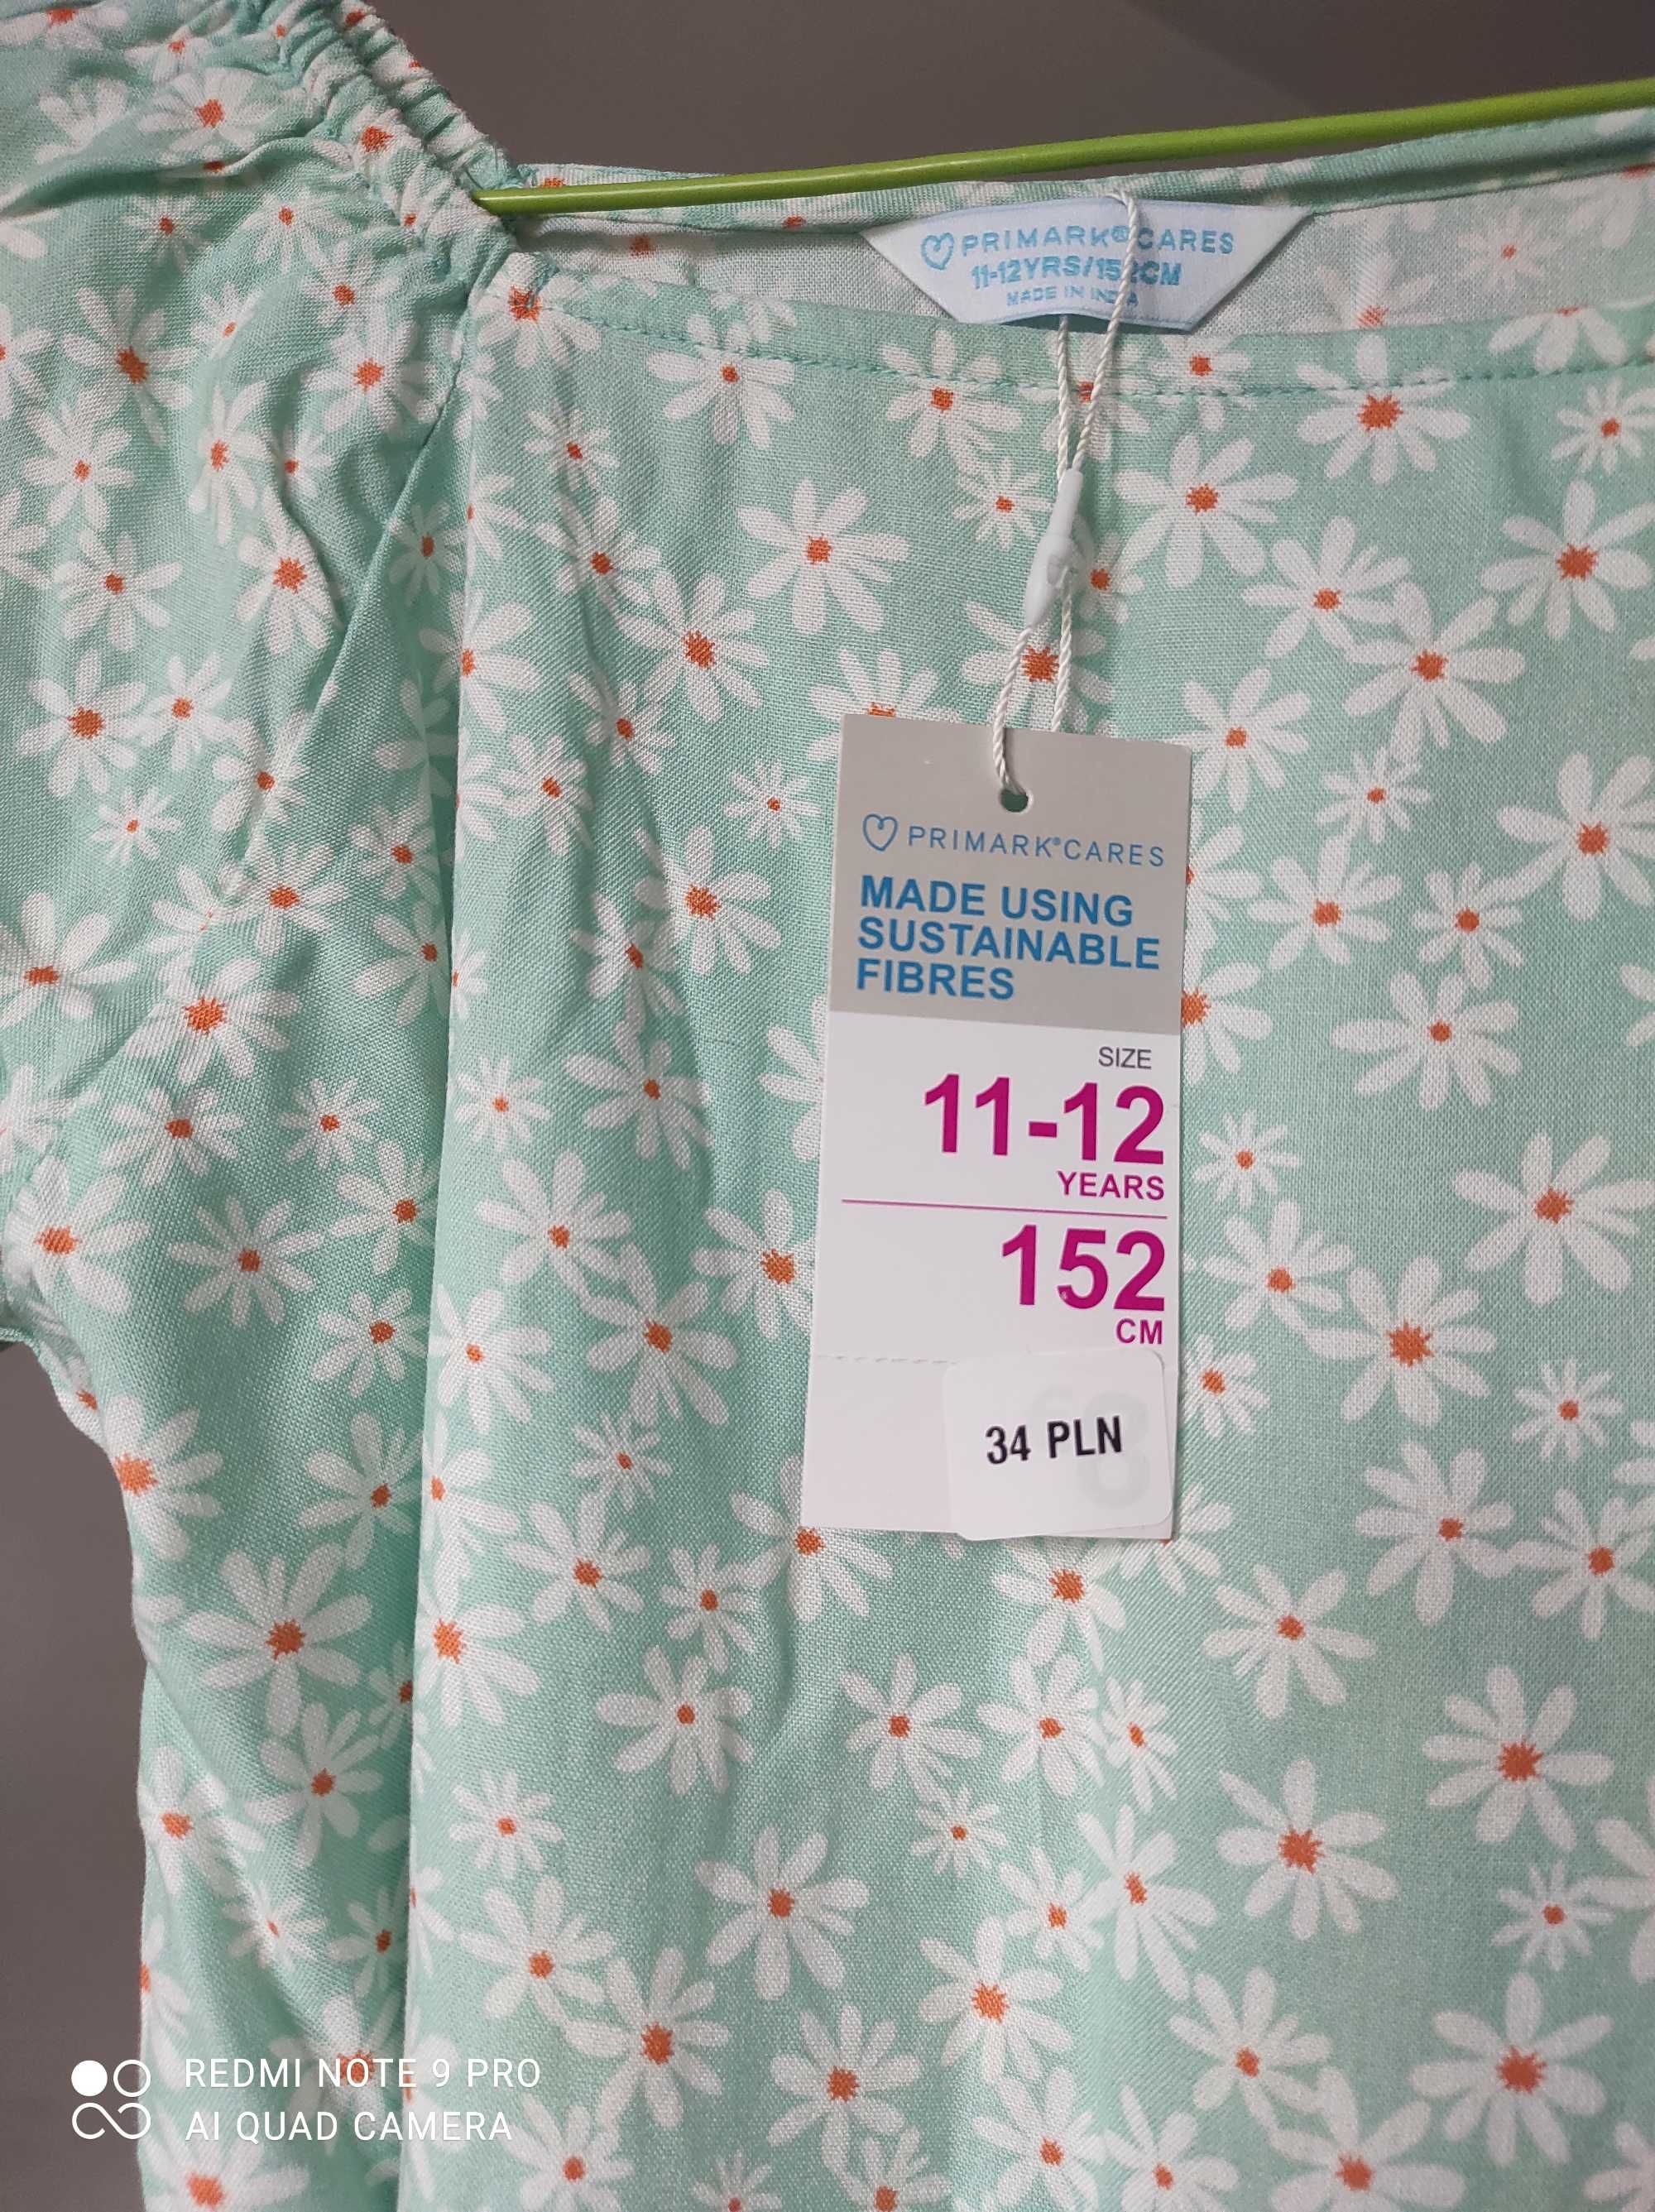 PRIMARK® CARES
11-12YRS/152CM
MADE IN INDIA
PRIMARK®CARES
MADE USING
SUSTAINABLE
FIBRES
SIZE
11-12
YEARS
152
CM
34 PLN
REDMI NOTE 9 PRO
AI QUAD CAMERA